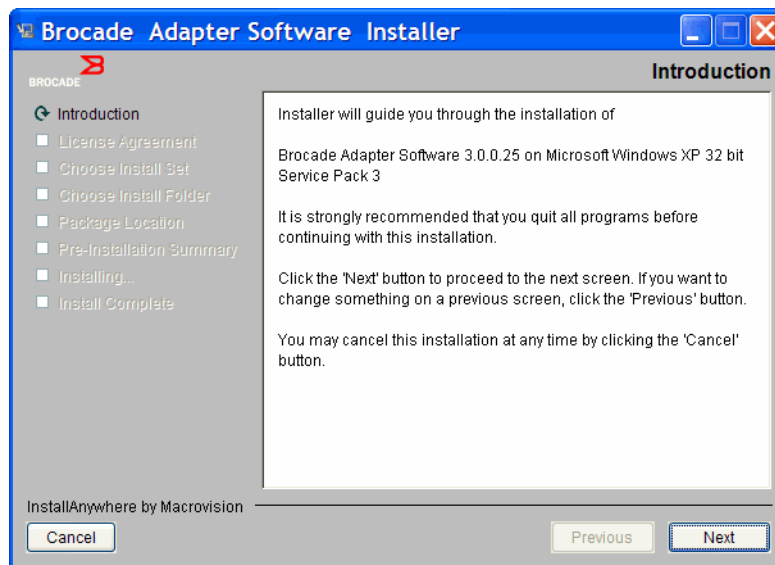 Brocade Adapter Software Installer
BROCADE
Introduction
Introduction
License Agreement
Choose Install Set
Choose Install Folder
Package Location
Pre-Installation Summary
Installing...
Install Complete
Installer will guide you through the installation of
Brocade Adapter Software 3.0.0.25 on Microsoft Windows XP 32 bit
Service Pack 3
It is strongly recommended that you quit all programs before
continuing with this installation.
Click the 'Next' button to proceed to the next screen. If you want to
change something on a previous screen, click the 'Previous' button.
You may cancel this installation at any time by clicking the 'Cancel'
button.
InstallAnywhere by Macrovision
Cancel
Previous
Next